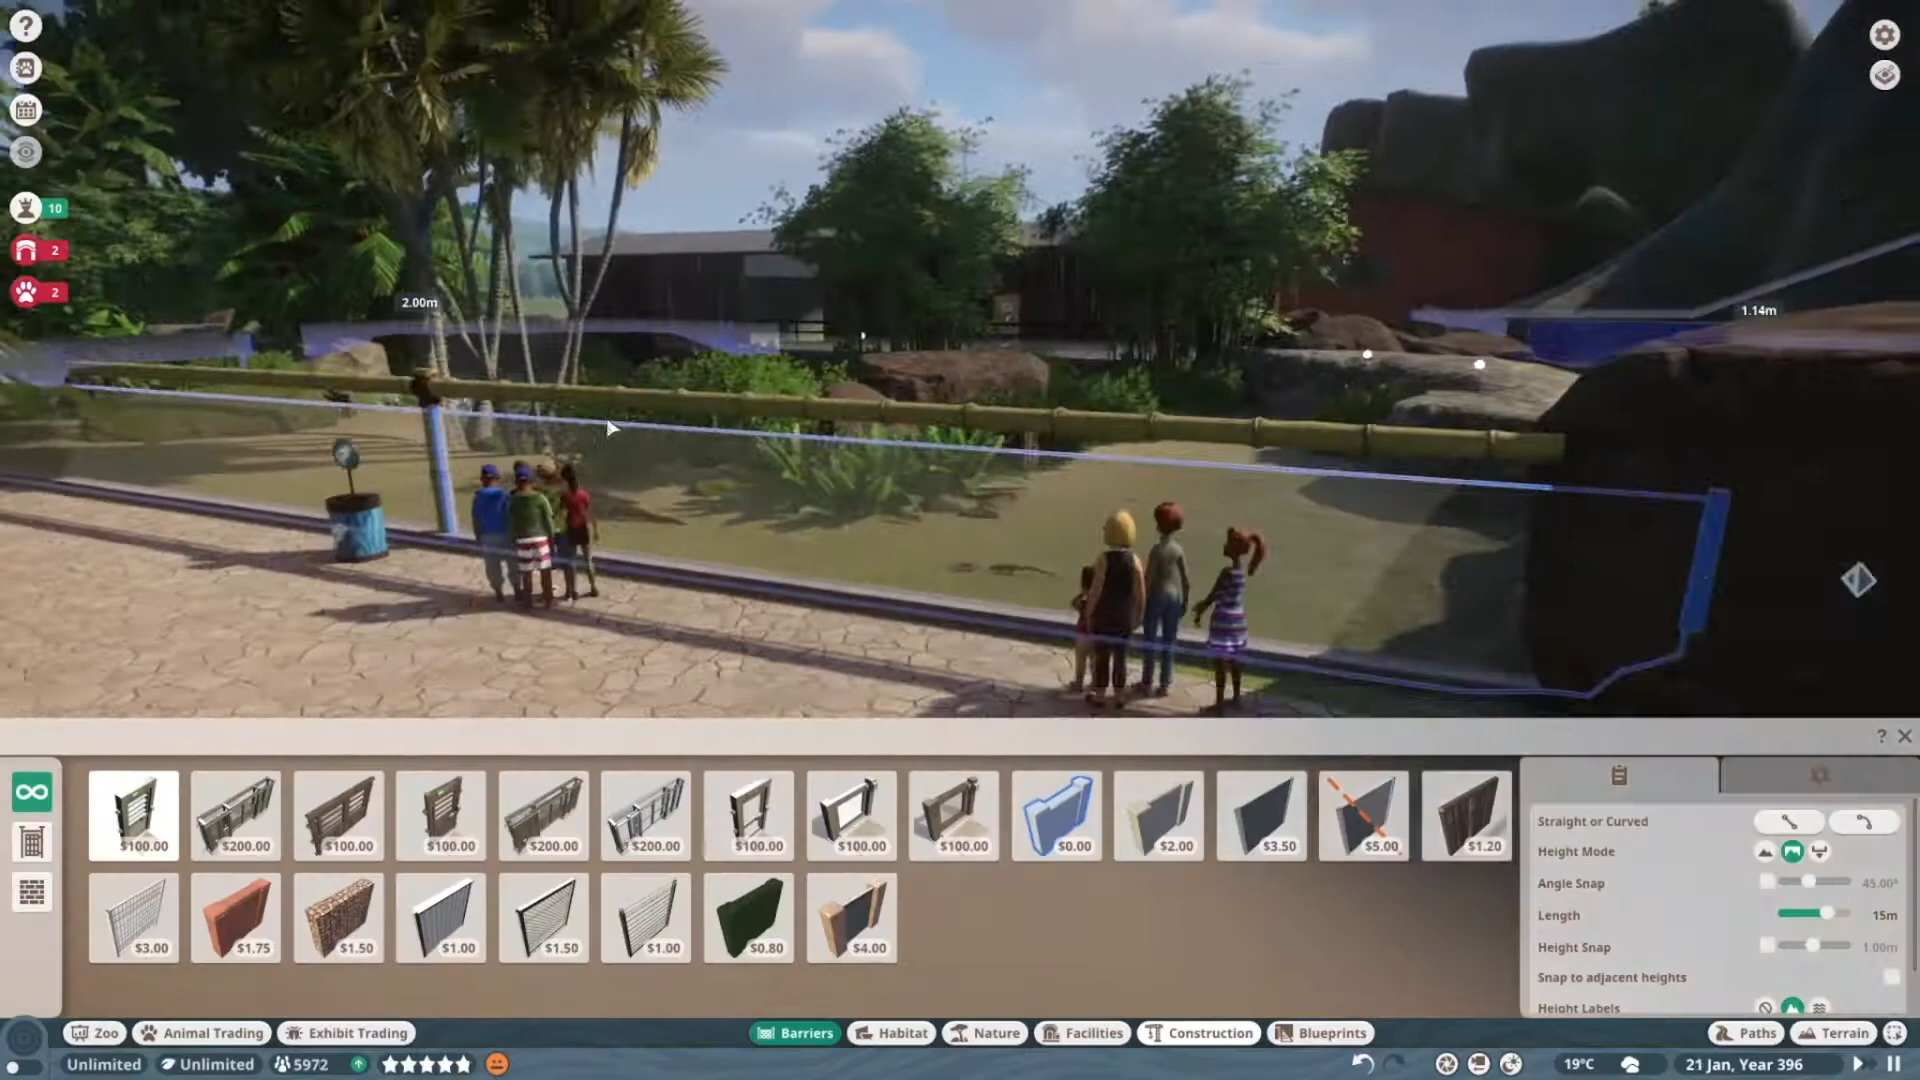 ?
10
2
2
2.00m
1.14m
?
$100.00 $200.00 $100.00 $100.00 $200.00 $200.00 $100.00 $100.00 $100.00 $0.00 $2.00 $3.50 $5.00 $1.20
$3.00 $1.75 $1.50 $1.00 $1.50 $1.00 $0.80 $4.00
Straight or Curved
Height Mode
Angle Snap 45.00°
Length 15m
Height Snap 1.00m
Snap to adjacent heights
Height Labels
Zoo Animal Trading Exhibit Trading Barriers Habitat Nature Facilities Construction Blueprints Paths Terrain
Unlimited Unlimited 5972 19°C 21 Jan, Year 396